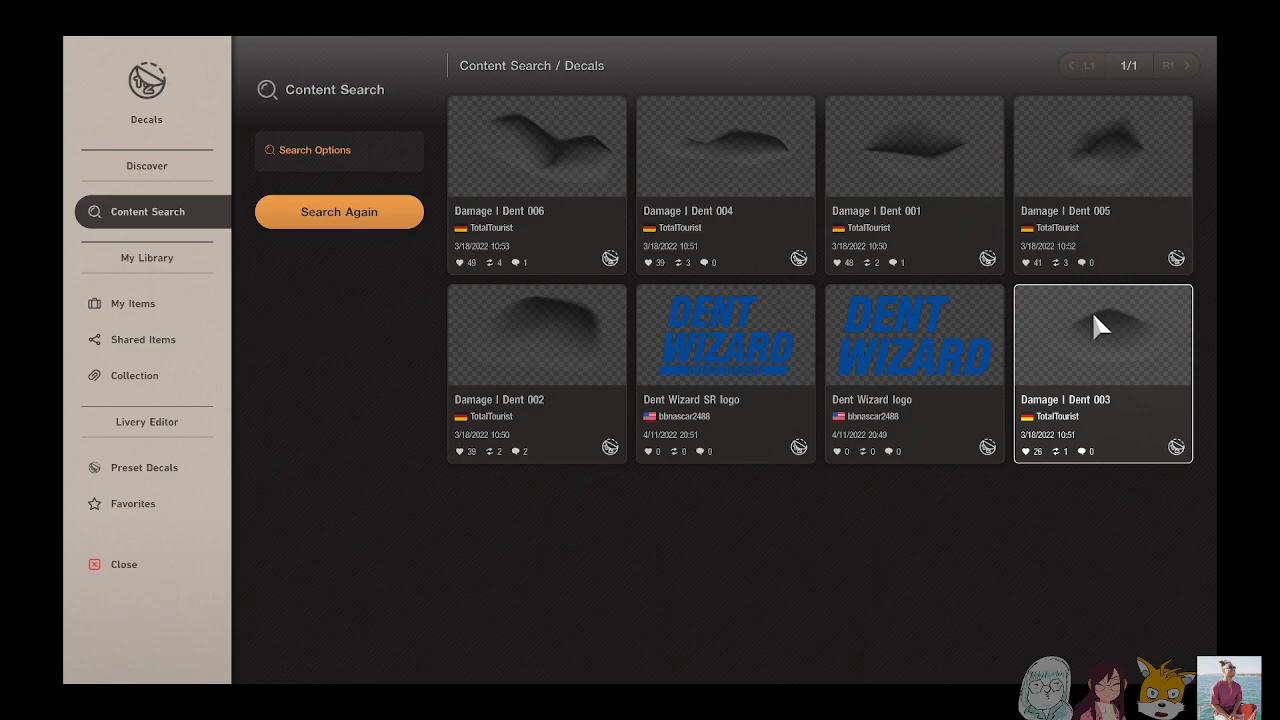 Decals
Discover
Content Search
My Library
My Items
Shared Items
Collection
Livery Editor
Preset Decals
Favorites
Close
Content Search
Search Options
Search Again
Content Search / Decals
L1
1/1
R1
Damage | Dent 006
TotalTourist
3/18/2022 10:53
49 4 1
Damage | Dent 004
TotalTourist
3/18/2022 10:51
39 3 0
Damage | Dent 001
TotalTourist
3/18/2022 10:50
48 2 1
Damage | Dent 005
TotalTourist
3/18/2022 10:52
41 3 0
Damage | Dent 002
TotalTourist
3/18/2022 10:50
39 2 2
DENT
WIZARD
Dent Wizard SR logo
bbnascar2488
4/11/2022 20:51
0 0 0
DENT
WIZARD
Dent Wizard logo
bbnascar2488
4/11/2022 20:49
0 0 0
Damage | Dent 003
TotalTourist
3/18/2022 10:51
26 1 0